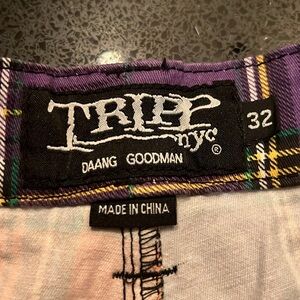 TRIPP
nyc ®
DAANG GOODMAN
32
MADE IN CHINA